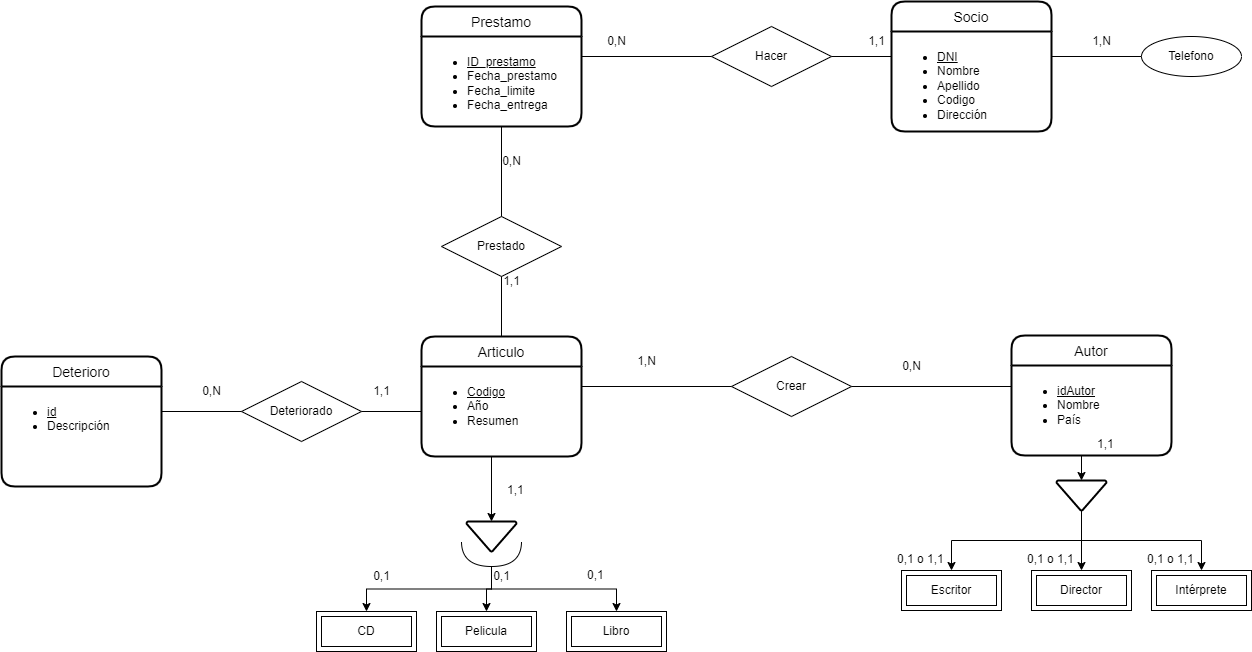 Prestamo
ID_prestamo
Fecha_prestamo
Fecha_limite
Fecha_entrega
0,N
Hacer
1,1
Socio
DNI
Nombre
Apellido
Codigo
Dirección
1,N
Telefono
0,N
Prestado
1,1
Deterioro
id
Descripción
0,N
Deteriorado
1,1
Articulo
Codigo
Año
Resumen
1,N
Crear
0,N
Autor
idAutor
Nombre
País
1,1
1,1
0,1
0,1
0,1
CD
Pelicula
Libro
0,1 o 1,1
0,1 o 1,1
0,1 o 1,1
Escritor
Director
Intérprete